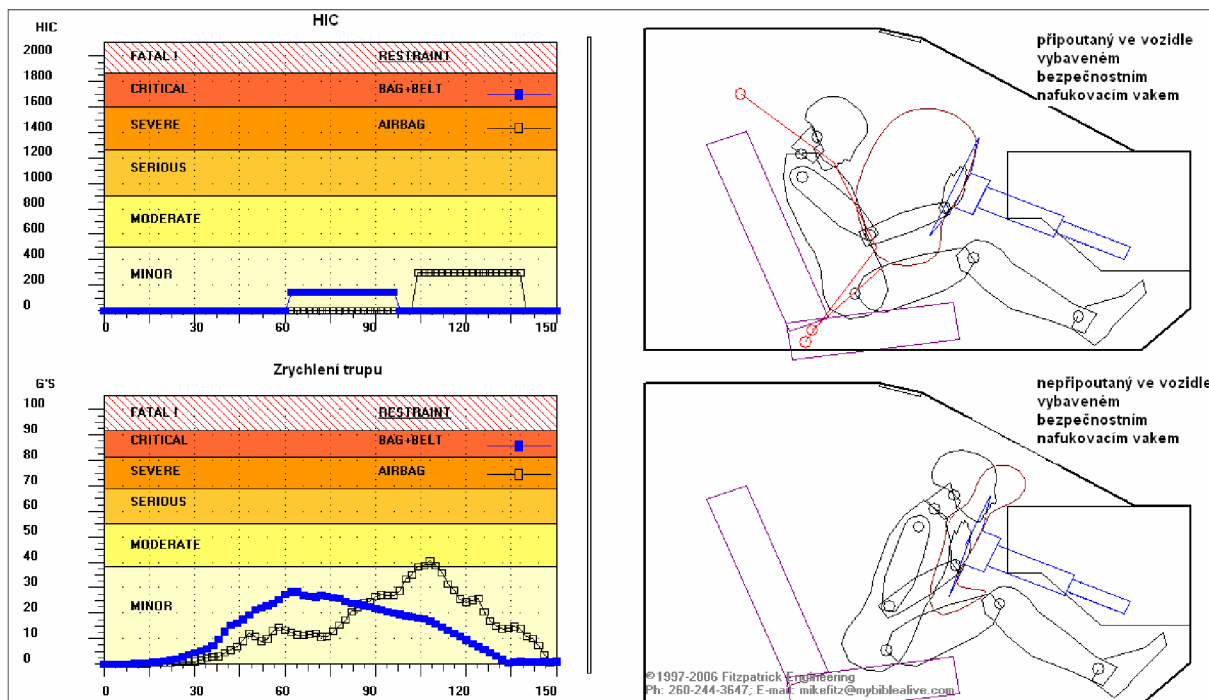 HIC
HIC
2000
1800
1600
1400
1200
1000
800
600
400
200
0
FATAL !
RESTRAINT
CRITICAL
BAG+BELT
SEVERE
AIRBAG
SERIOUS
MODERATE
MINOR
0 30 60 90 120 150
připoutaný ve vozidle
vybaveném
bezpečnostním
nafukovacím vakem
Zrychlení trupu
G'S
100
90
80
70
60
50
40
30
20
10
0
FATAL !
RESTRAINT
CRITICAL
BAG+BELT
SEVERE
AIRBAG
SERIOUS
MODERATE
MINOR
0 30 60 90 120 150
nepřipoutaný ve vozidle
vybaveném
bezpečnostním
nafukovacím vakem
©1997-2006 Fitzpatrick Engineering
Ph: 260-244-3647; E-mail: mikefitz@mybiblealive.com